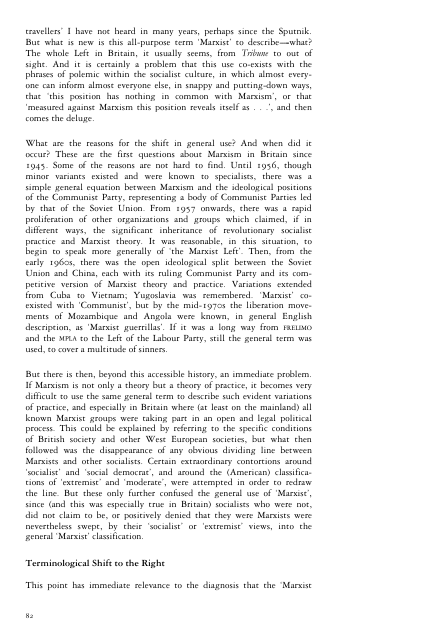 travellers' I have not heard in many years, perhaps since the Sputnik.
But what is new is this all-purpose term 'Marxist' to describe—what?
The whole Left in Britain, it usually seems, from Tribune to out of
sight. And it is certainly a problem that this use co-exists with the
phrases of polemic within the socialist culture, in which almost every-
one can inform almost everyone else, in snappy and putting-down ways,
that 'this position has nothing in common with Marxism', or that
'measured against Marxism this position reveals itself as . . .', and then
comes the deluge.

What are the reasons for the shift in general use? And when did it
occur? These are the first questions about Marxism in Britain since
1945. Some of the reasons are not hard to find. Until 1956, though
minor variants existed and were known to specialists, there was a
simple general equation between Marxism and the ideological positions
of the Communist Party, representing a body of Communist Parties led
by that of the Soviet Union. From 1957 onwards, there was a rapid
proliferation of other organizations and groups which claimed, if in
different ways, the significant inheritance of revolutionary socialist
practice and Marxist theory. It was reasonable, in this situation, to
begin to speak more generally of 'the Marxist Left'. Then, from the
early 1960s, there was the open ideological split between the Soviet
Union and China, each with its ruling Communist Party and its com-
petitive version of Marxist theory and practice. Variations extended
from Cuba to Vietnam; Yugoslavia was remembered. 'Marxist' co-
existed with 'Communist', but by the mid-1970s the liberation move-
ments of Mozambique and Angola were known, in general English
description, as 'Marxist guerrillas'. If it was a long way from FRELIMO
and the MPLA to the Left of the Labour Party, still the general term was
used, to cover a multitude of sinners.

But there is then, beyond this accessible history, an immediate problem.
If Marxism is not only a theory but a theory of practice, it becomes very
difficult to use the same general term to describe such evident variations
of practice, and especially in Britain where (at least on the mainland) all
known Marxist groups were taking part in an open and legal political
process. This could be explained by referring to the specific conditions
of British society and other West European societies, but what then
followed was the disappearance of any obvious dividing line between
Marxists and other socialists. Certain extraordinary contortions around
'socialist' and 'social democrat', and around the (American) classifica-
tions of 'extremist' and 'moderate', were attempted in order to redraw
the line. But these only further confused the general use of 'Marxist',
since (and this was especially true in Britain) socialists who were not,
did not claim to be, or positively denied that they were Marxists were
nevertheless swept, by their 'socialist' or 'extremist' views, into the
general 'Marxist' classification.

Terminological Shift to the Right

This point has immediate relevance to the diagnosis that the 'Marxist

82